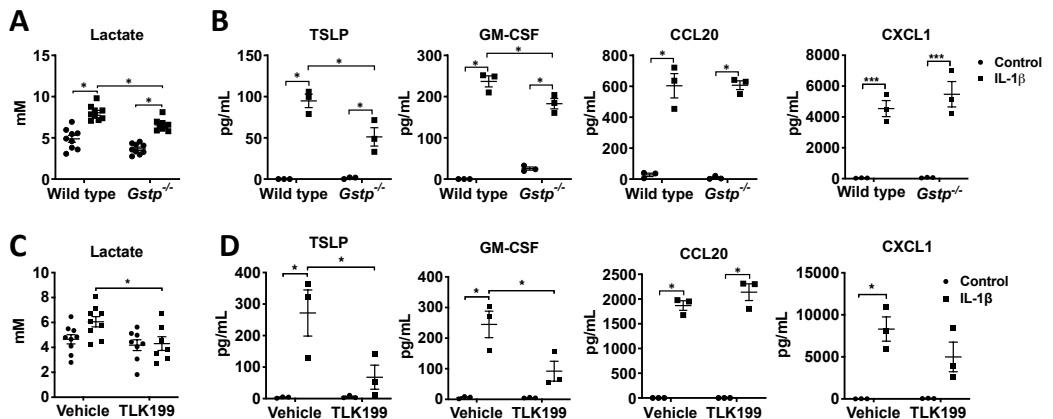 A
Lactate
mM
15
10
5
0
*
*
*
Wild type
Gstp-/-
B
TSLP
pg/mL
150
100
50
0
*
*
*
Wild type
Gstp-/-
GM-CSF
pg/mL
300
200
100
0
*
*
*
Wild type
Gstp-/-
CCL20
pg/mL
800
600
400
200
0
*
*
Wild type
Gstp-/-
CXCL1
pg/mL
8000
6000
4000
2000
0
***
***
Wild type
Gstp-/-
Control
IL-1β
C
Lactate
mM
10
8
6
4
2
0
*
Vehicle
TLK199
D
TSLP
pg/mL
400
300
200
100
0
*
*
Vehicle
TLK199
GM-CSF
pg/mL
400
300
200
100
0
*
*
Vehicle
TLK199
CCL20
pg/mL
2500
2000
1500
1000
500
0
*
*
Vehicle
TLK199
CXCL1
pg/mL
15000
10000
5000
0
*
Vehicle
TLK199
Control
IL-1β